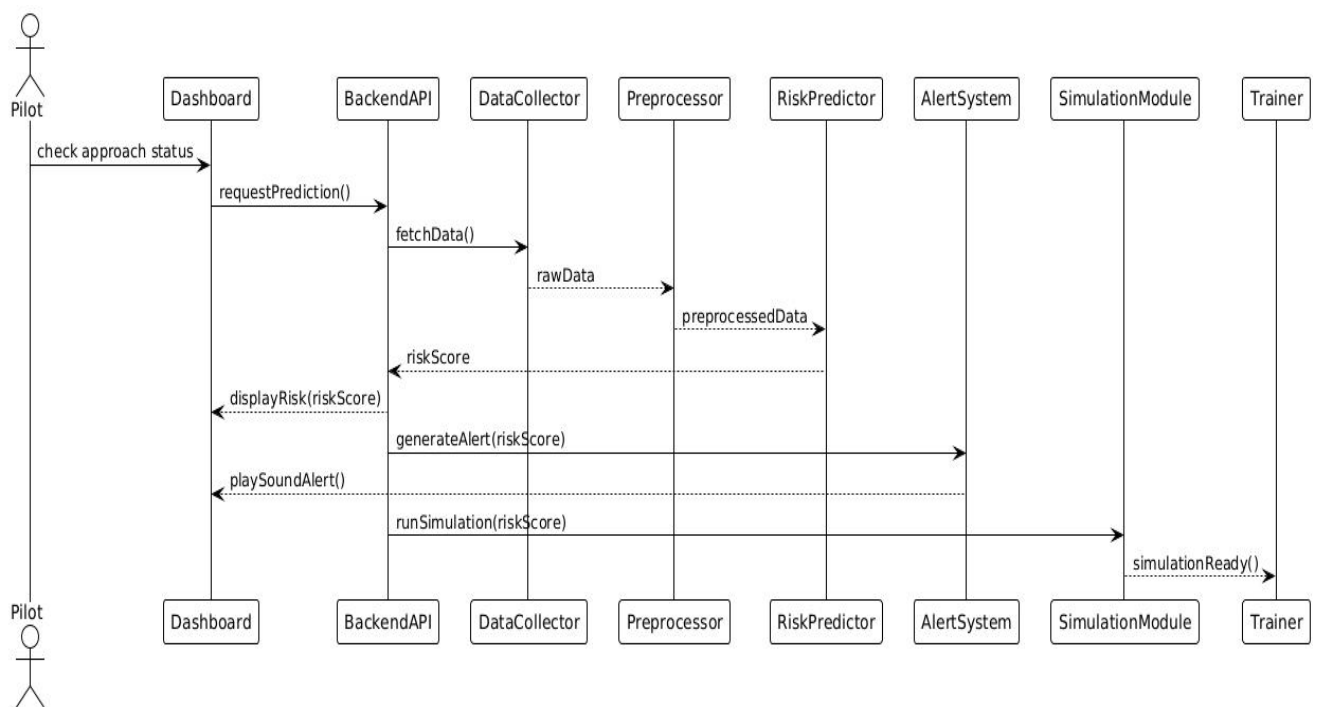 Pilot
Dashboard
BackendAPI
DataCollector
Preprocessor
RiskPredictor
AlertSystem
SimulationModule
Trainer
check approach status
requestPrediction()
fetchData()
rawData
preprocessedData
riskScore
displayRisk(riskScore)
generateAlert(riskScore)
playSoundAlert()
runSimulation(riskScore)
simulationReady()
Pilot
Dashboard
BackendAPI
DataCollector
Preprocessor
RiskPredictor
AlertSystem
SimulationModule
Trainer